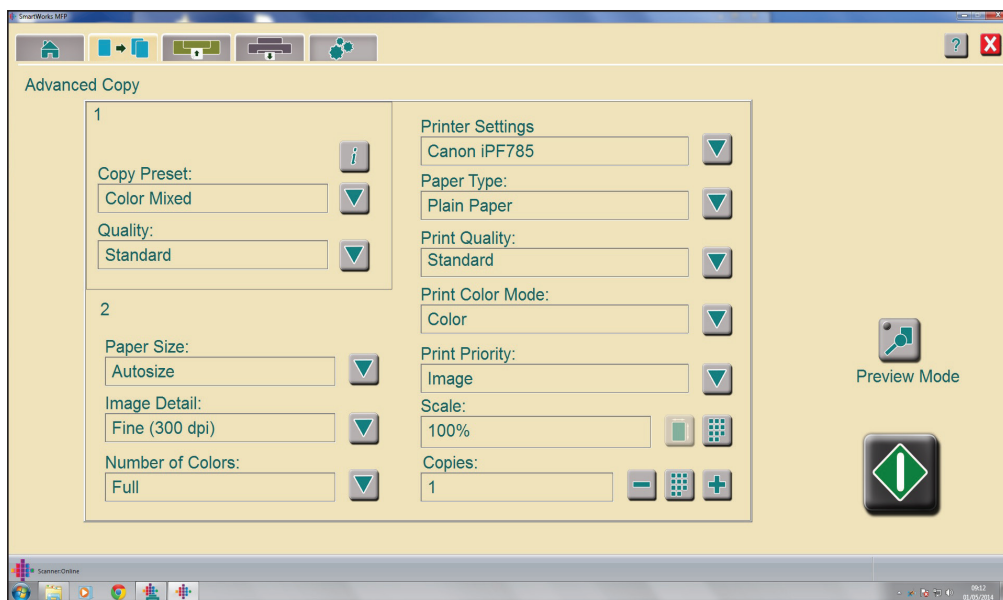 SmartWorks MFP
?
X
Advanced Copy
1
i
Copy Preset:
Color Mixed
Quality:
Standard
2
Paper Size:
Autosize
Image Detail:
Fine (300 dpi)
Number of Colors:
Full
Printer Settings
Canon iPF785
Paper Type:
Plain Paper
Print Quality:
Standard
Print Color Mode:
Color
Print Priority:
Image
Scale:
100%
Copies:
1
Preview Mode
Scanner:Online
09:12
01/05/2014